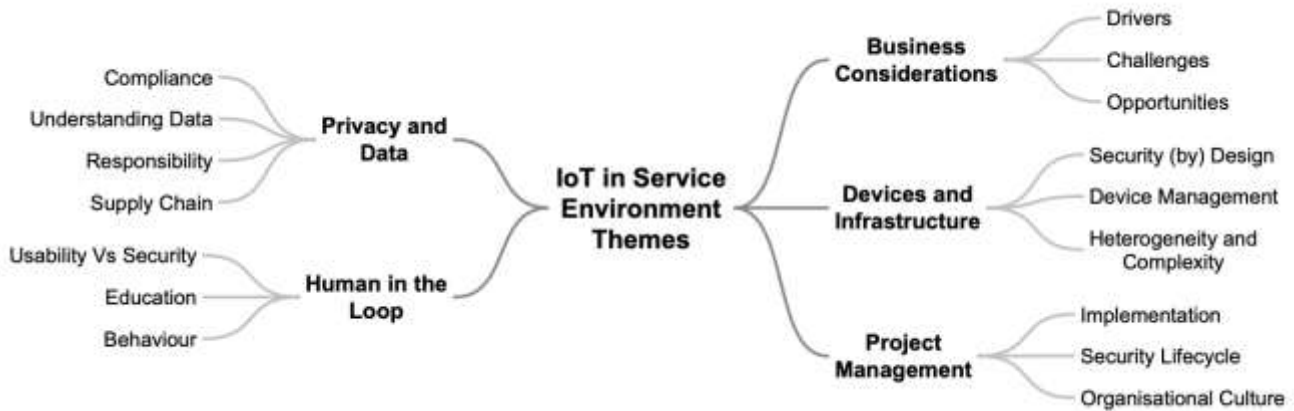 Compliance
Understanding Data
Responsibility
Supply Chain
Privacy and
Data
Usability Vs Security
Education
Behaviour
Human in the
Loop
IoT in Service
Environment
Themes
Business
Considerations
Drivers
Challenges
Opportunities
Devices and
Infrastructure
Security (by) Design
Device Management
Heterogeneity and
Complexity
Project
Management
Implementation
Security Lifecycle
Organisational Culture